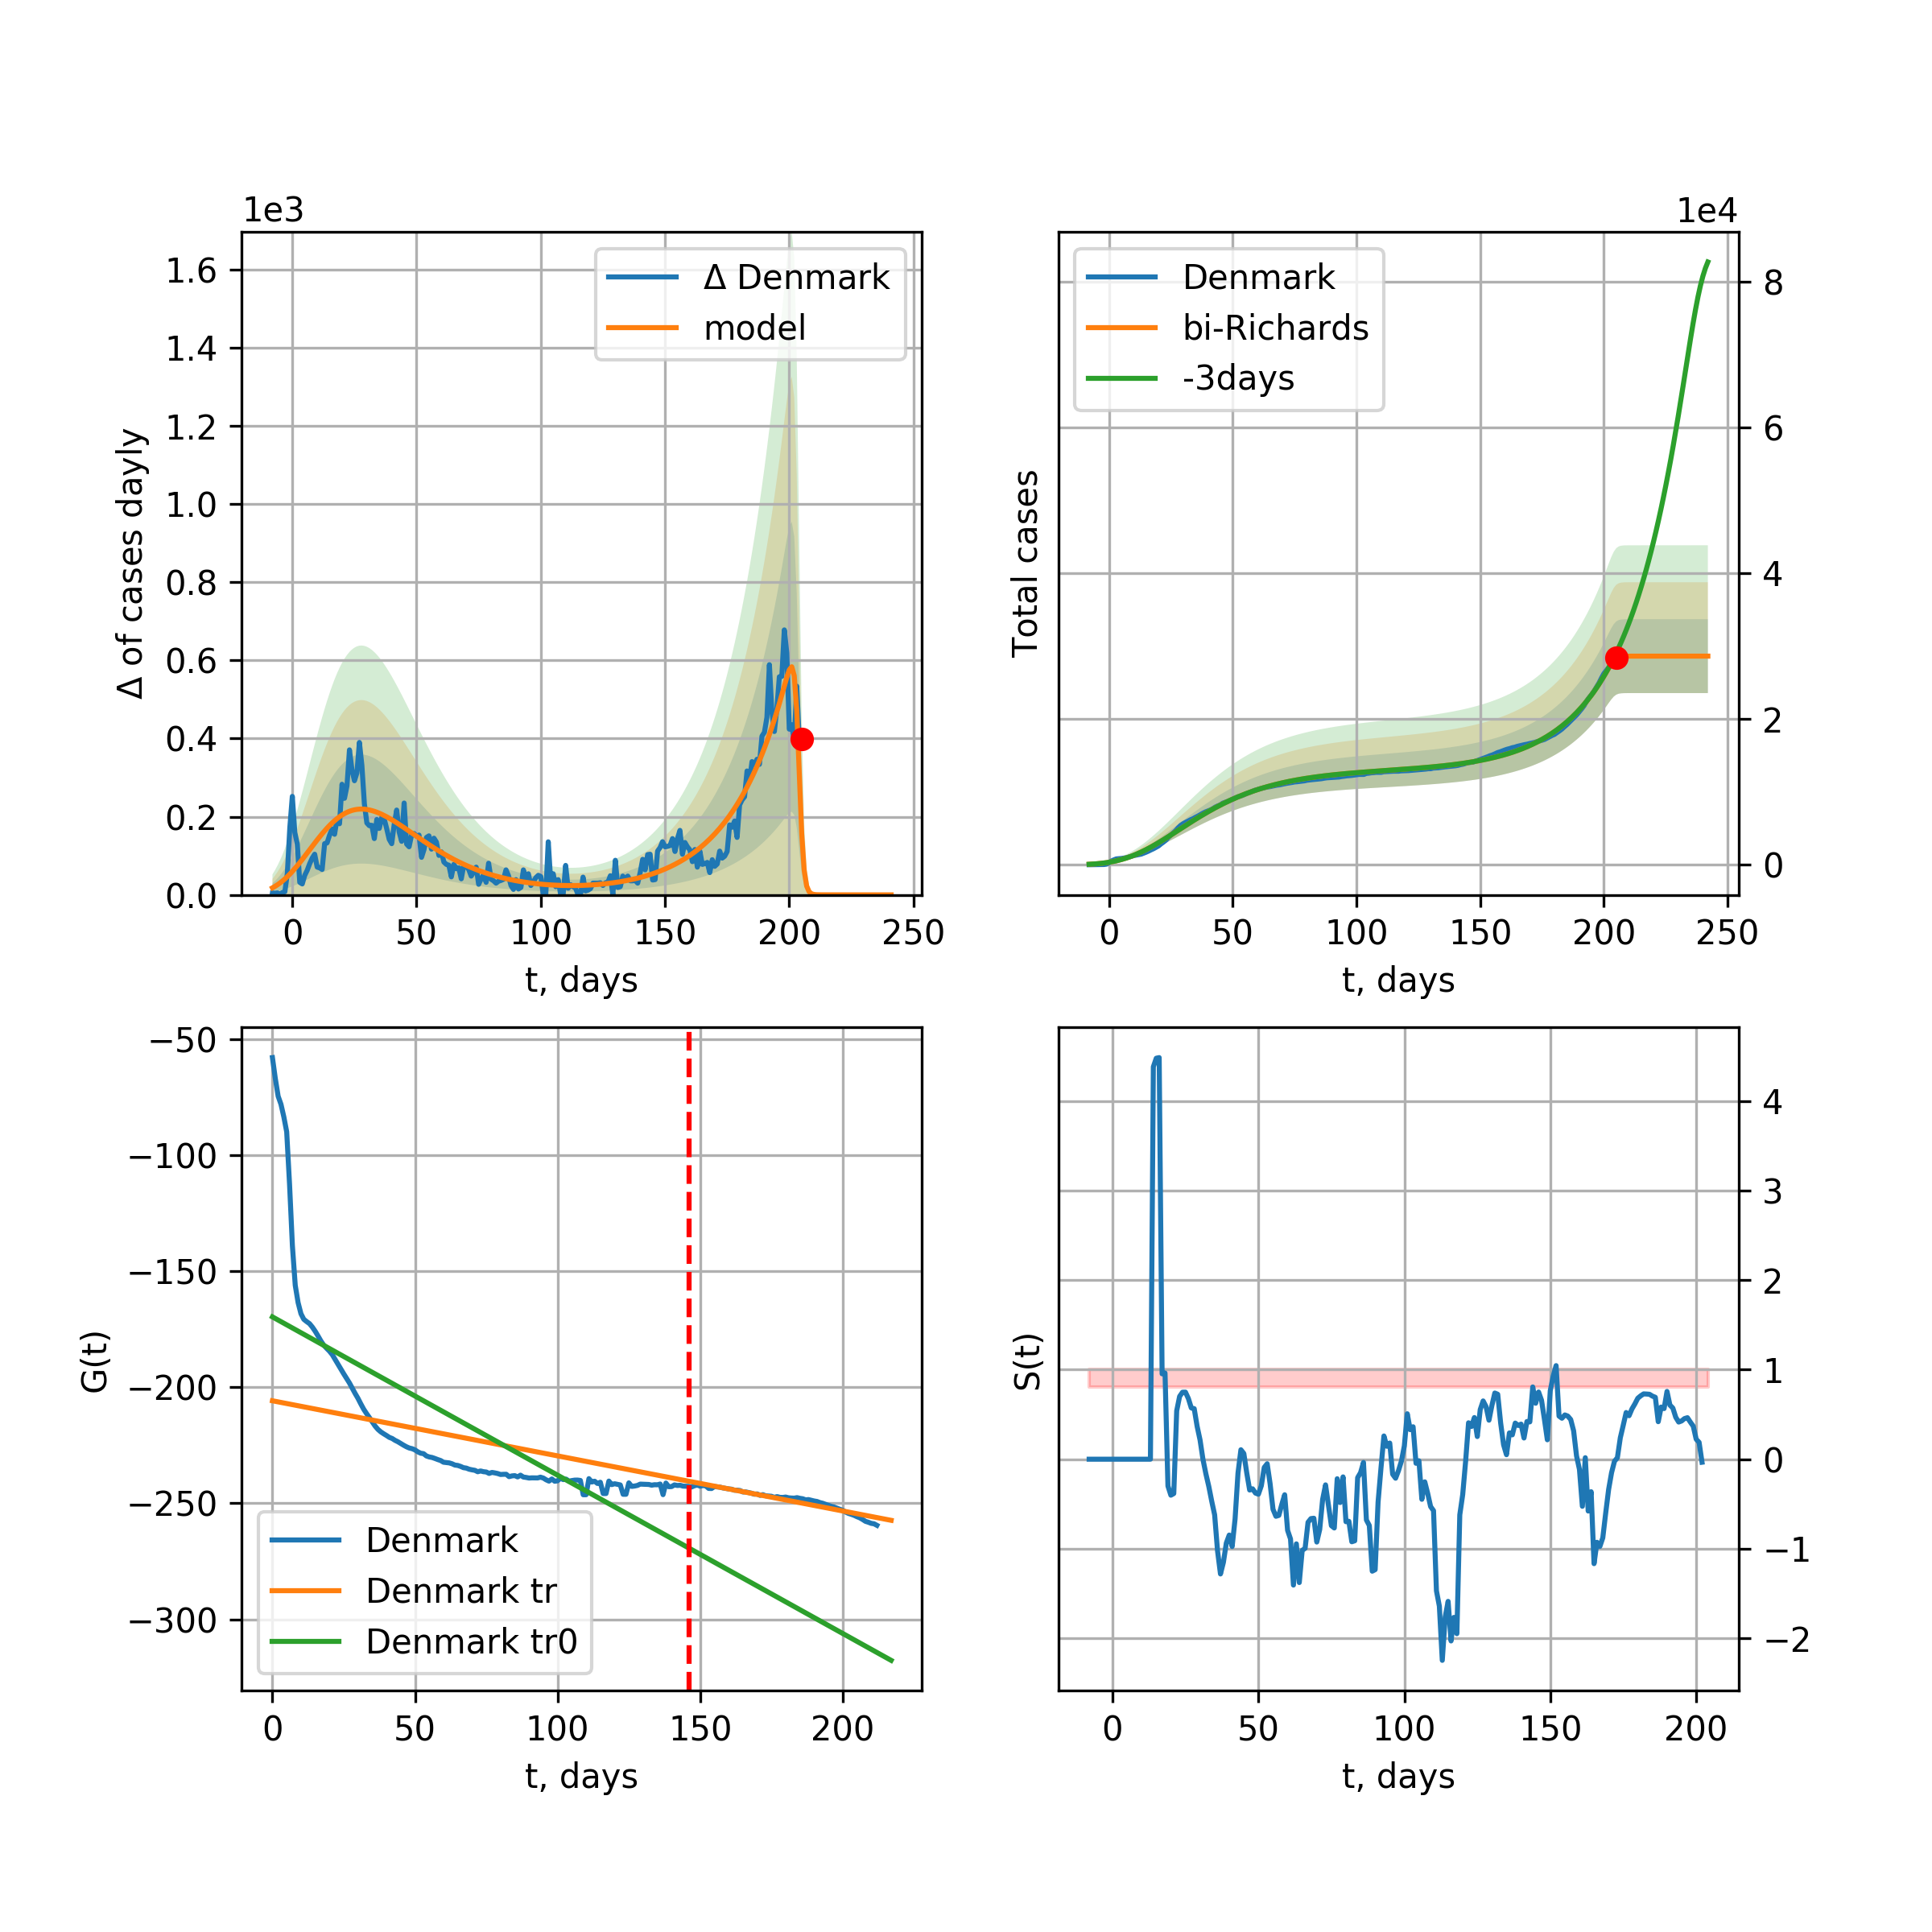 1e3
Δ of cases dayly
1.6
1.4
1.2
1.0
0.8
0.6
0.4
0.2
0.0
Δ Denmark
model
0 50 100 150 200 250
t, days
1e4
Total cases
Denmark
bi-Richards
-3days
8
6
4
2
0
0 50 100 150 200 250
t, days
G(t)
−50
−100
−150
−200
−250
−300
Denmark
Denmark tr
Denmark tr0
0 50 100 150 200
t, days
S(t)
4
3
2
1
0
−1
−2
0 50 100 150 200
t, days